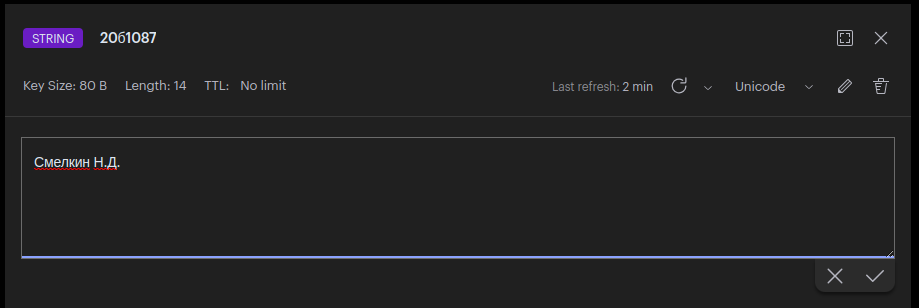 STRING 20б1087
Key Size: 80 B Length: 14 TTL: No limit Last refresh: 2 min Unicode
Смелкин Н.Д.